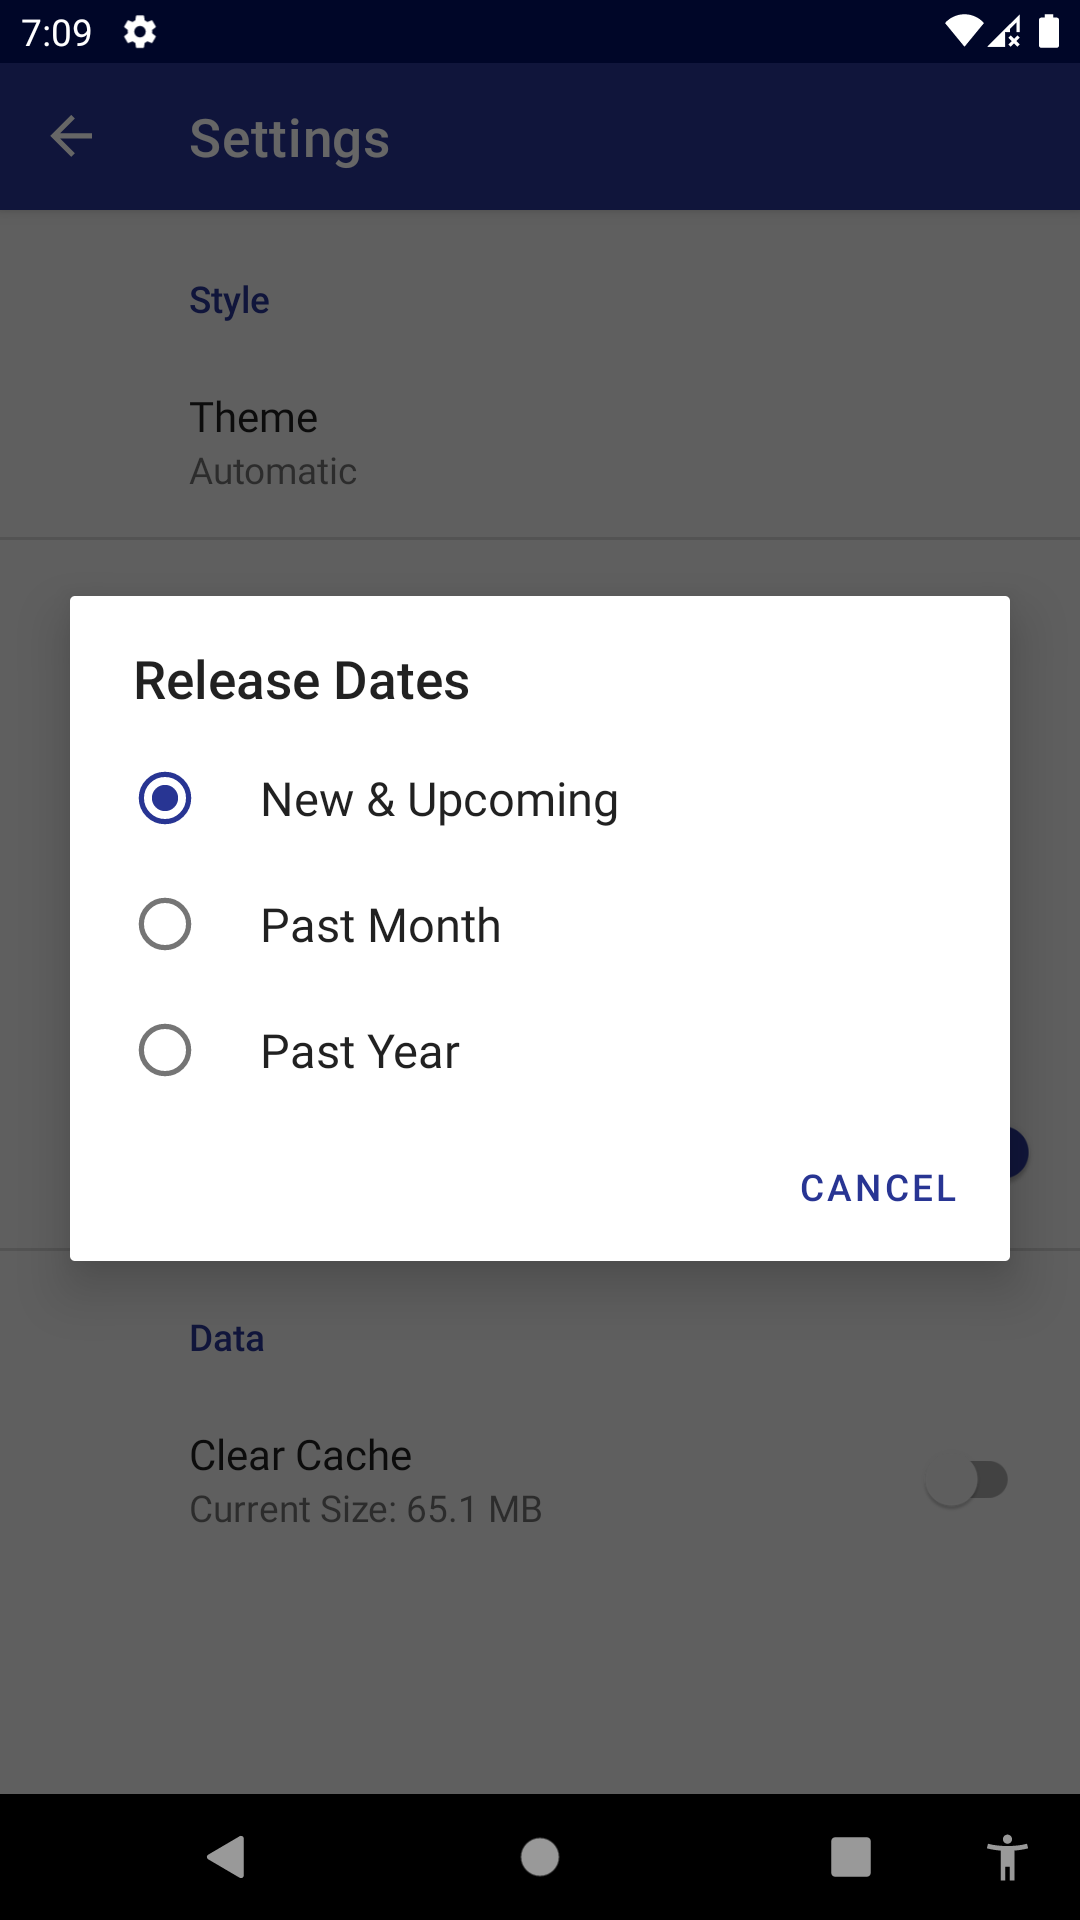 7:09
Settings
Style
Theme
Automatic
Release Dates
New & Upcoming
Past Month
Past Year
CANCEL
Data
Clear Cache
Current Size: 65.1 MB